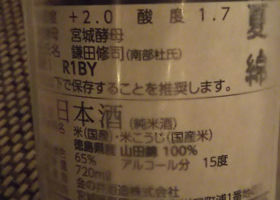 +2.0 酸度 1.7
宮城酵母
鎌田修司(南部杜氏)
R1BY
下で保存することを推奨します。
夏
綿
日本酒 (純米酒)
米(国産)・米こうじ(国産米)
徳島県産 山田錦 100%
65% アルコール分 15度
720ml